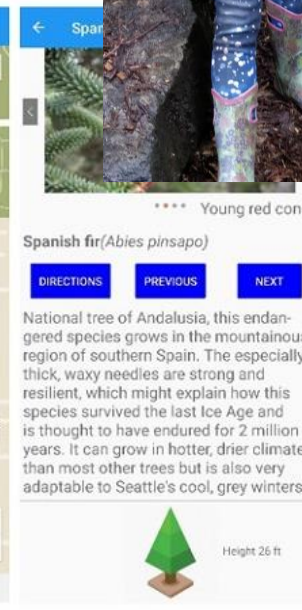 Spa
Young red con
Spanish fir(Abies pinsapo)
DIRECTIONS PREVIOUS NEXT
National tree of Andalusia, this endan-
gered species grows in the mountainous
region of southern Spain. The especially
thick, waxy needles are strong and
resilient, which might explain how this
species survived the last Ice Age and
is thought to have endured for 2 million
years. It can grow in hotter, drier climate
than most other trees but is also very
adaptable to Seattle's cool, grey winters
Height 26 ft